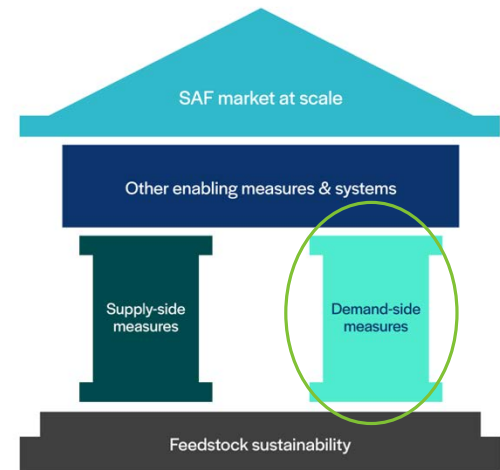 SAF market at scale
Other enabling measures & systems
Supply-side
measures
Demand-side
measures
Feedstock sustainability